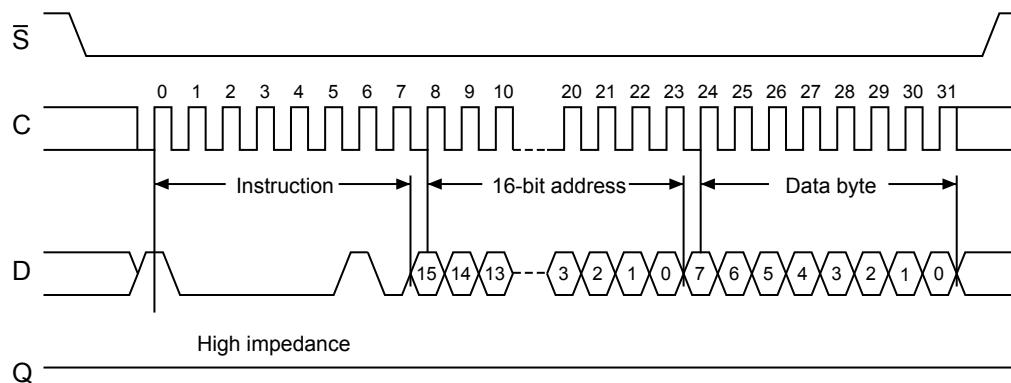 S̅
0 1 2 3 4 5 6 7 8 9 10 20 21 22 23 24 25 26 27 28 29 30 31
C
Instruction 16-bit address Data byte
D 15 14 13 3 2 1 0 7 6 5 4 3 2 1 0
High impedance
Q